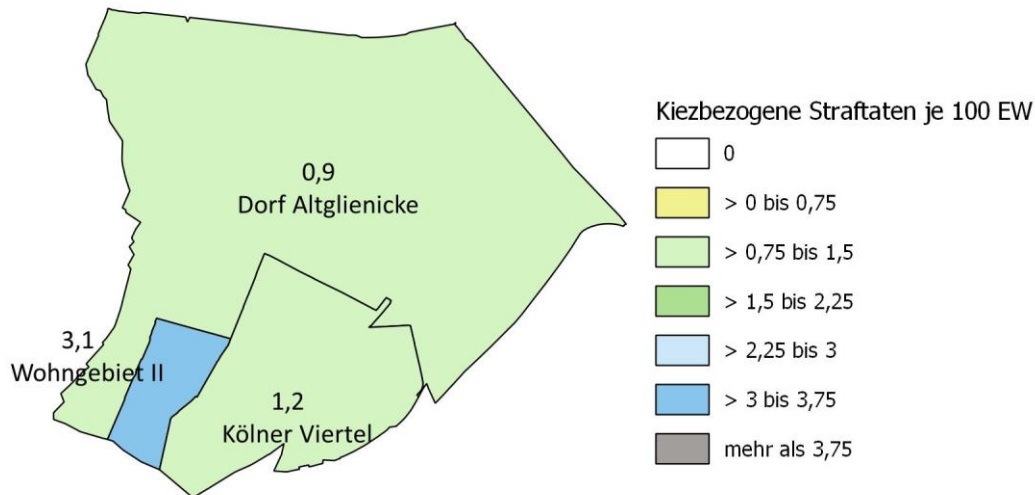 0,9
Dorf Altglienicke
3,1
Wohngebiet II
1,2
Kölner Viertel
Kiezbezogene Straftaten je 100 EW
0
> 0 bis 0,75
> 0,75 bis 1,5
> 1,5 bis 2,25
> 2,25 bis 3
> 3 bis 3,75
mehr als 3,75